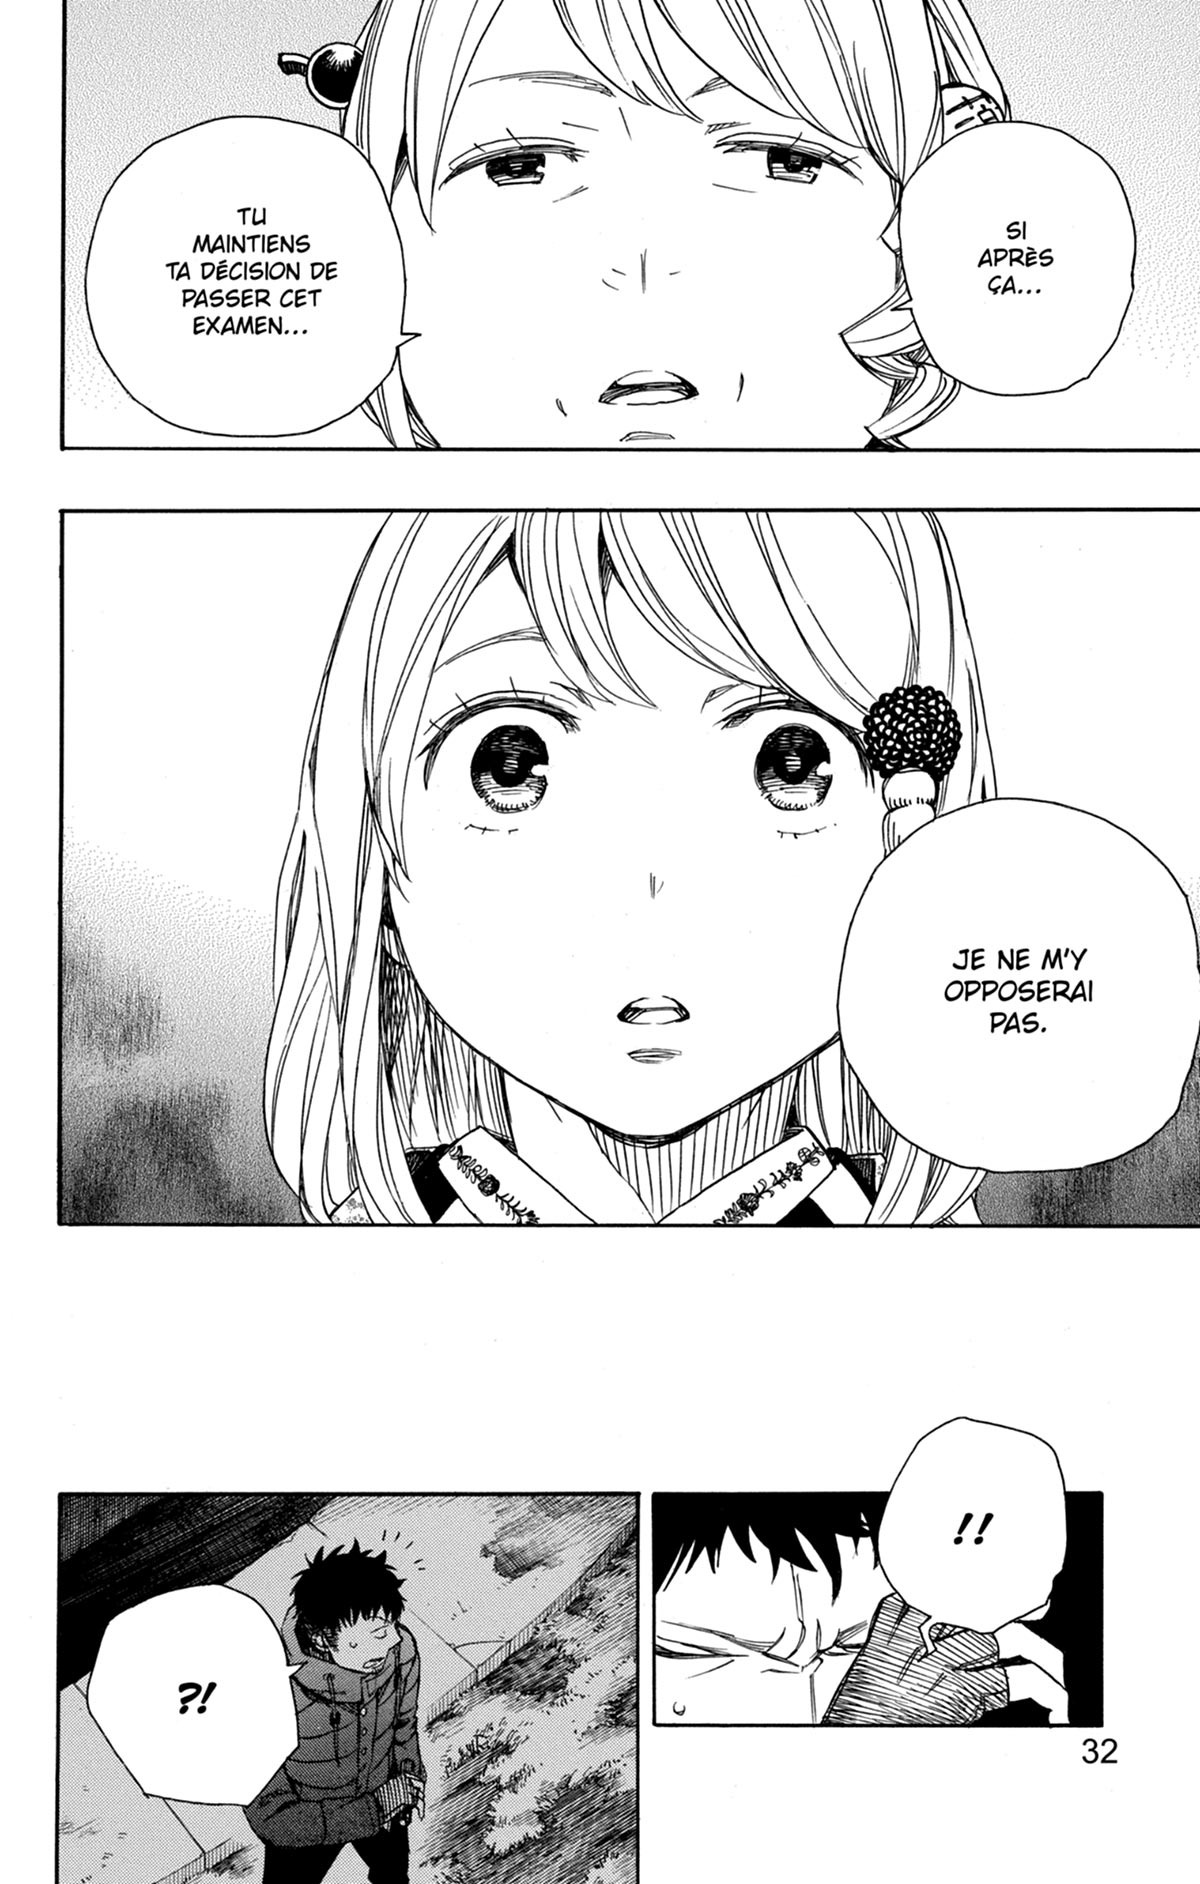 SI
APRÈS
ÇA...
TU
MAINTIENS
TA DÉCISION DE
PASSER CET
EXAMEN...
JE NE M'Y
OPPOSERAI
PAS.
!!
?!
32